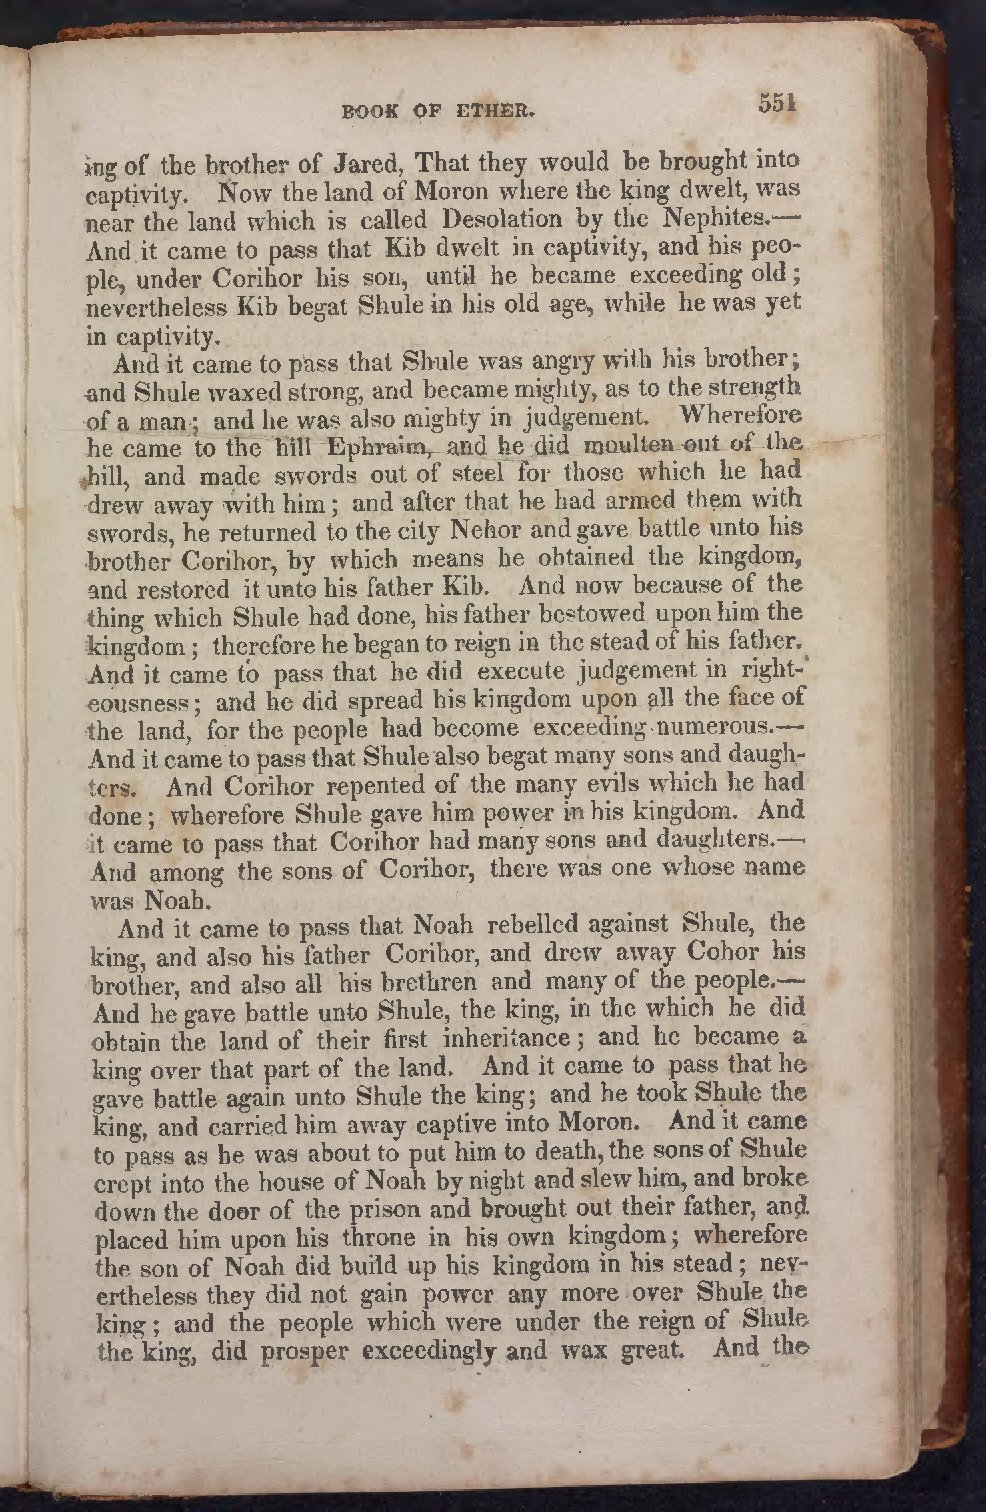 BOOK OF ETHER. 551
ing of the brother of Jared, That they would be brought into
captivity. Now the land of Moron where the king dwelt, was
near the land which is called Desolation by the Nephites.—
And it came to pass that Kib dwelt in captivity, and his peo-
ple, under Corihor his son, until he became exceeding old;
nevertheless Kib begat Shule in his old age, while he was yet
in captivity.
And it came to pass that Shule was angry with his brother;
and Shule waxed strong, and became mighty, as to the strength
of a man; and he was also mighty in judgement. Wherefore
he came to the hill Ephraim, and he did moulten out of the
hill, and made swords out of steel for those which he had
drew away with him; and after that he had armed them with
swords, he returned to the city Nehor and gave battle unto his
brother Corihor, by which means he obtained the kingdom,
and restored it unto his father Kib. And now because of the
thing which Shule had done, his father bestowed upon him the
kingdom; therefore he began to reign in the stead of his father.
And it came to pass that he did execute judgement in right-
eousness; and he did spread his kingdom upon all the face of
the land, for the people had become exceeding numerous.—
And it came to pass that Shule also begat many sons and daugh-
ters. And Corihor repented of the many evils which he had
done; wherefore Shule gave him power in his kingdom. And
it came to pass that Corihor had many sons and daughters.—
And among the sons of Corihor, there was one whose name
was Noah.
And it came to pass that Noah rebelled against Shule, the
king, and also his father Corihor, and drew away Cohor his
brother, and also all his brethren and many of the people.—
And he gave battle unto Shule, the king, in the which he did
obtain the land of their first inheritance; and he became a
king over that part of the land. And it came to pass that he
gave battle again unto Shule the king; and he took Shule the
king, and carried him away captive into Moron. And it came
to pass as he was about to put him to death, the sons of Shule
crept into the house of Noah by night and slew him, and broke
down the door of the prison and brought out their father, and
placed him upon his throne in his own kingdom; wherefore
the son of Noah did build up his kingdom in his stead; nev-
ertheless they did not gain power any more over Shule the
king; and the people which were under the reign of Shule
the king, did prosper exceedingly and wax great. And the